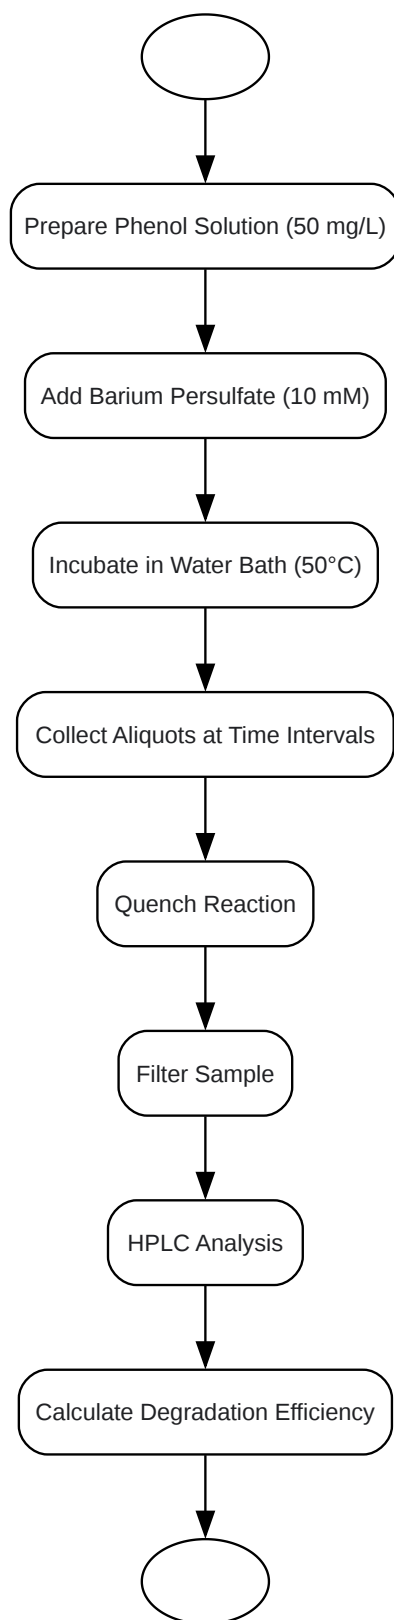 Prepare Phenol Solution (50 mg/L)
Add Barium Persulfate (10 mM)
Incubate in Water Bath (50°C)
Collect Aliquots at Time Intervals
Quench Reaction
Filter Sample
HPLC Analysis
Calculate Degradation Efficiency